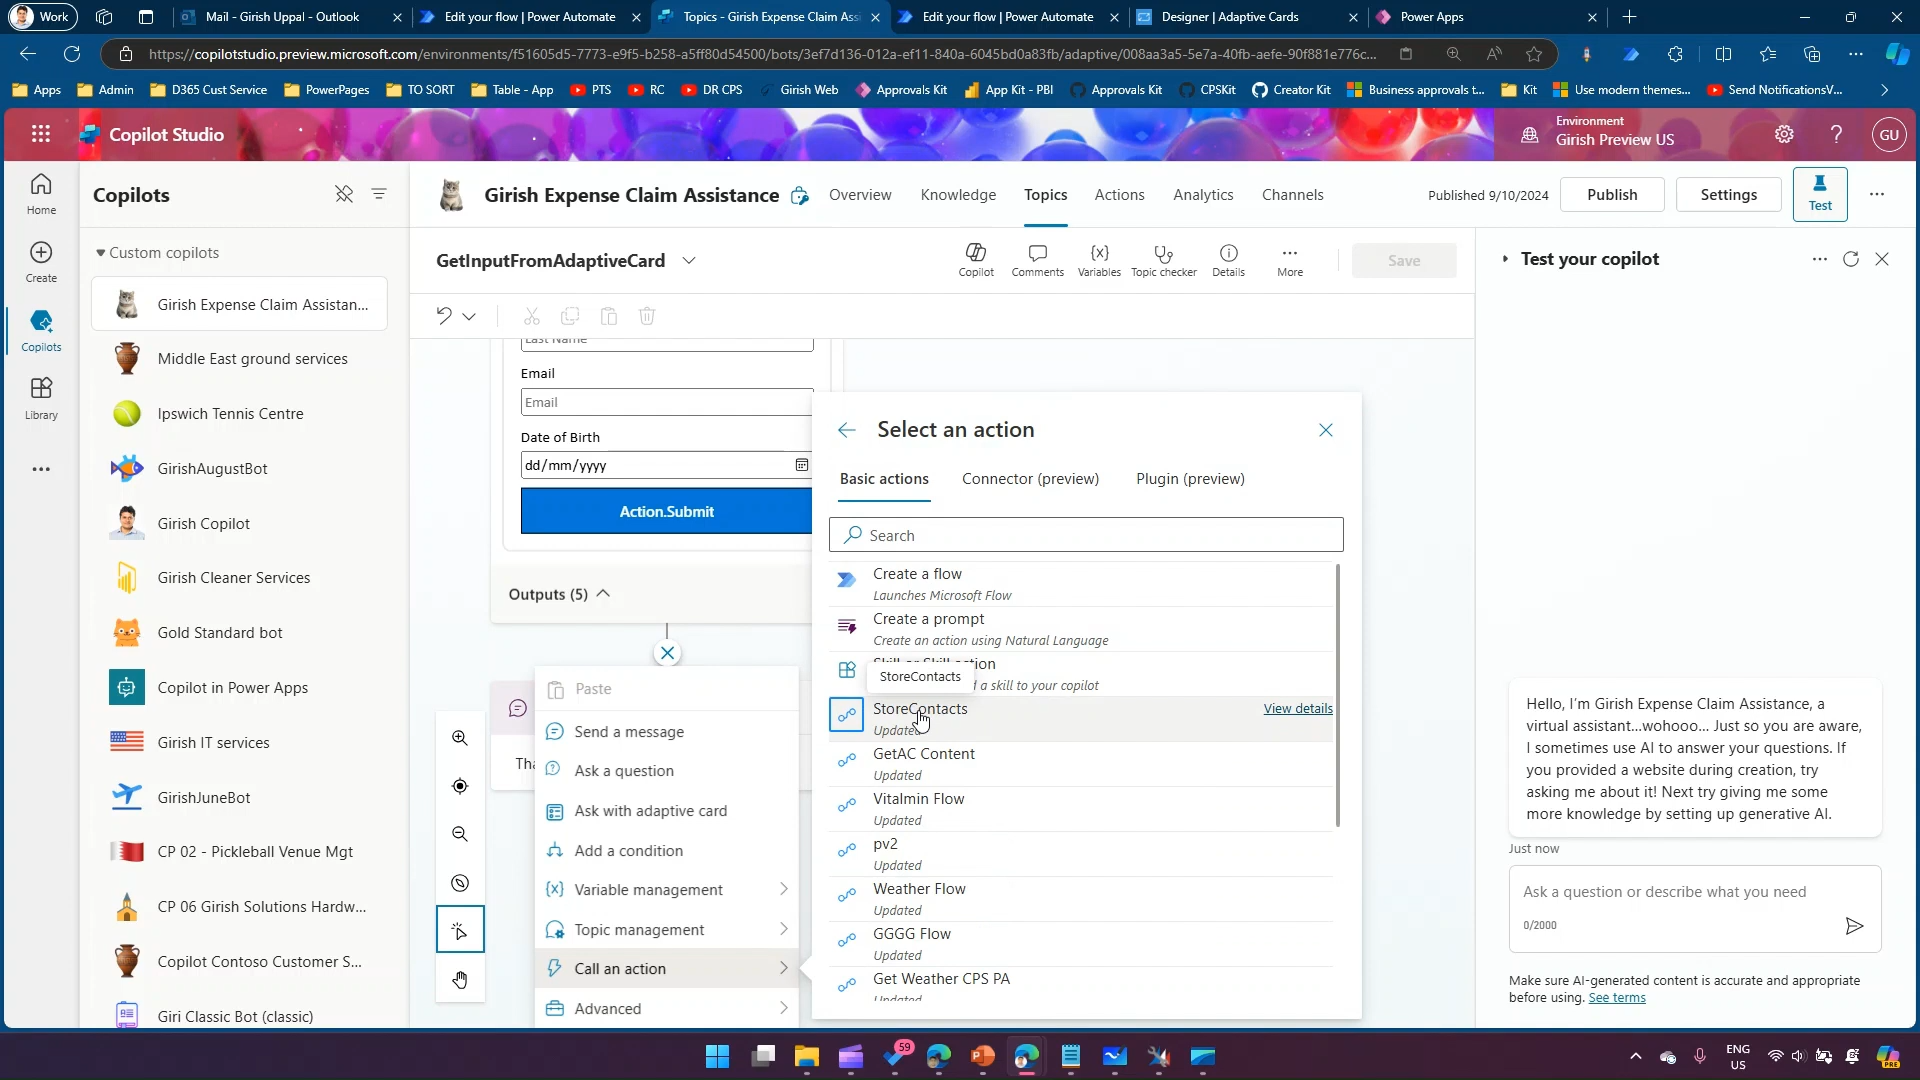 Work
Mail - Girish Uppal - Outlook
Edit your flow | Power Automate
Topics - Girish Expense Claim Assi
Edit your flow | Power Automate
Designer | Adaptive Cards
Power Apps
https://copilotstudio.preview.microsoft.com/environments/f51605d5-7773-e9f5-b258-a5ff80d54500/bots/3ef7d136-012a-ef11-840a-6045bd0a83fb/adaptive/008aa3a5-5e7a-40fb-aefe-90f881e776c...
Apps
Admin
D365 Cust Service
PowerPages
TO SORT
Table - App
PTS
RC
DR CPS
Girish Web
Approvals Kit
App Kit - PBI
Approvals Kit
CPSKit
Creator Kit
Business approvals t...
Kit
Use modern themes...
Send NotificationsV...
Copilot Studio
Environment
Girish Preview US
GU
Home
Create
Copilots
Library
Copilots
Custom copilots
Girish Expense Claim Assistan...
Middle East ground services
Ipswich Tennis Centre
GirishAugustBot
Girish Copilot
Girish Cleaner Services
Gold Standard bot
Copilot in Power Apps
Girish IT services
GirishJuneBot
CP 02 - Pickleball Venue Mgt
CP 06 Girish Solutions Hardw...
Copilot Contoso Customer S...
Giri Classic Bot (classic)
Girish Expense Claim Assistance
Overview
Knowledge
Topics
Actions
Analytics
Channels
Published 9/10/2024
Publish
Settings
Test
GetInputFromAdaptiveCard
Copilot
Comments
Variables
Topic checker
Details
More
Save
Last Name
Email
Email
Date of Birth
dd/mm/yyyy
Action.Submit
Outputs (5)
Tha
Paste
Send a message
Ask a question
Ask with adaptive card
Add a condition
Variable management
Topic management
Call an action
Advanced
Select an action
Basic actions
Connector (preview)
Plugin (preview)
Search
Create a flow
Launches Microsoft Flow
Create a prompt
Create an action using Natural Language
Skill or Skill action
StoreContacts
d a skill to your copilot
StoreContacts
View details
Updated
GetAC Content
Updated
Vitalmin Flow
Updated
pv2
Updated
Weather Flow
Updated
GGGG Flow
Updated
Get Weather CPS PA
Updated
Test your copilot
Hello, I'm Girish Expense Claim Assistance, a
virtual assistant...wohooo... Just so you are aware,
I sometimes use AI to answer your questions. If
you provided a website during creation, try
asking me about it! Next try giving me some
more knowledge by setting up generative AI.
Just now
Ask a question or describe what you need
0/2000
Make sure AI-generated content is accurate and appropriate
before using. See terms
59
ENG
US
PRE